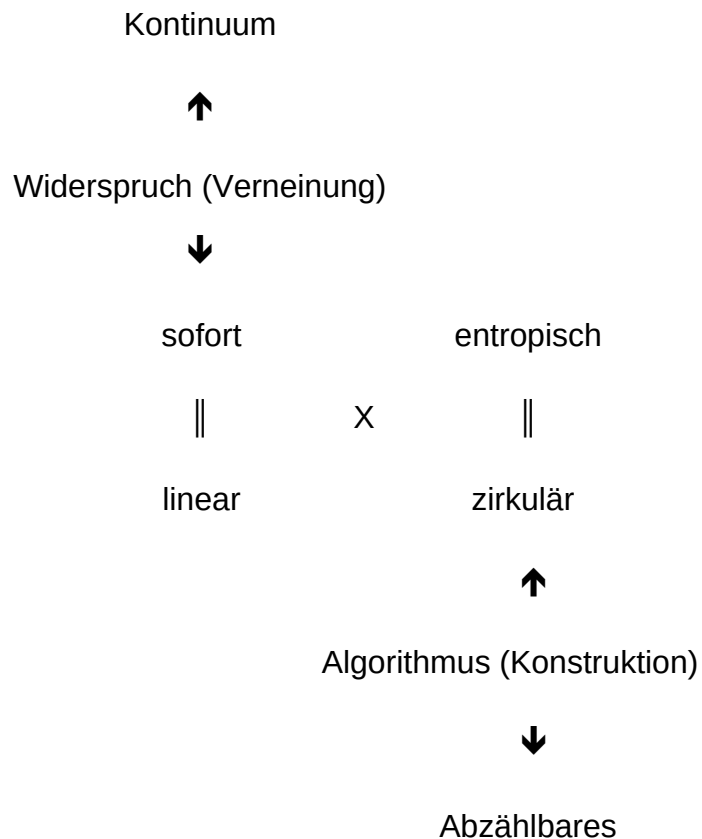 Kontinuum
🡹
Widerspruch (Verneinung)
🡻
sofort entropisch
‖ X ‖
linear zirkulär
🡹
Algorithmus (Konstruktion)
🡻
Abzählbares